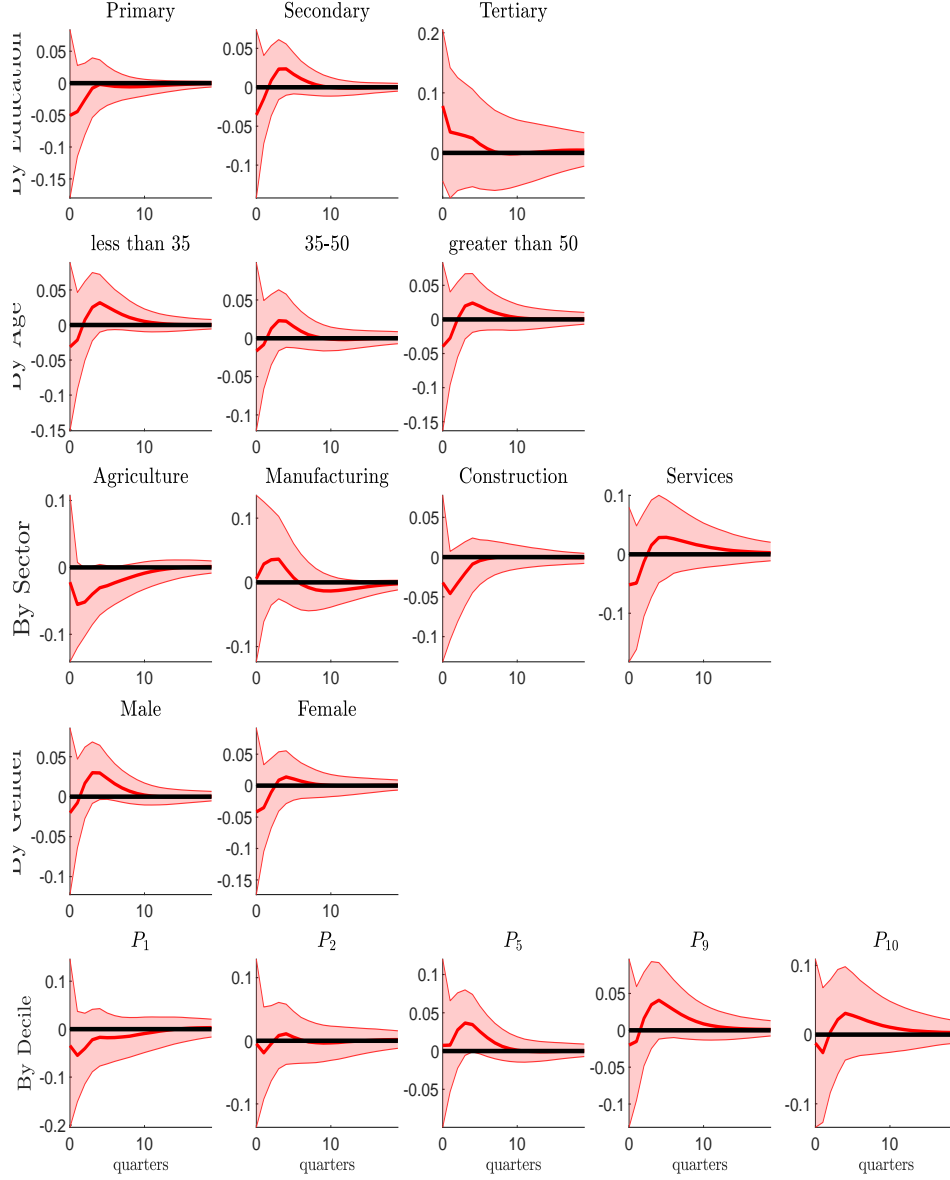 Primary Secondary Tertiary
By Education
0.05 0 -0.05 -0.1 -0.15
0.05 0 -0.05 -0.1
0.2 0.1 0
0 10 0 10 0 10
less than 35 35-50 greater than 50
By Age
0.05 0 -0.05 -0.1 -0.15
0.05 0 -0.05 -0.1
0.05 0 -0.05 -0.1 -0.15
0 10 0 10 0 10
Agriculture Manufacturing Construction Services
By Sector
0.1 0 -0.1
0.1 0 -0.1
0.05 0 -0.05 -0.1
0.1 0 -0.1
0 10 0 10 0 10 0 10
Male Female
By Gender
0.05 0 -0.05 -0.1
0.05 0 -0.05 -0.1 -0.15
0 10 0 10
P1 P2 P5 P9 P10
By Decile
0.1 0 -0.1 -0.2
0.1 0 -0.1
0.1 0.05 0 -0.05
0.05 0 -0.05 -0.1
0.1 0 -0.1
0 10 0 10 0 10 0 10 0 10
quarters quarters quarters quarters quarters